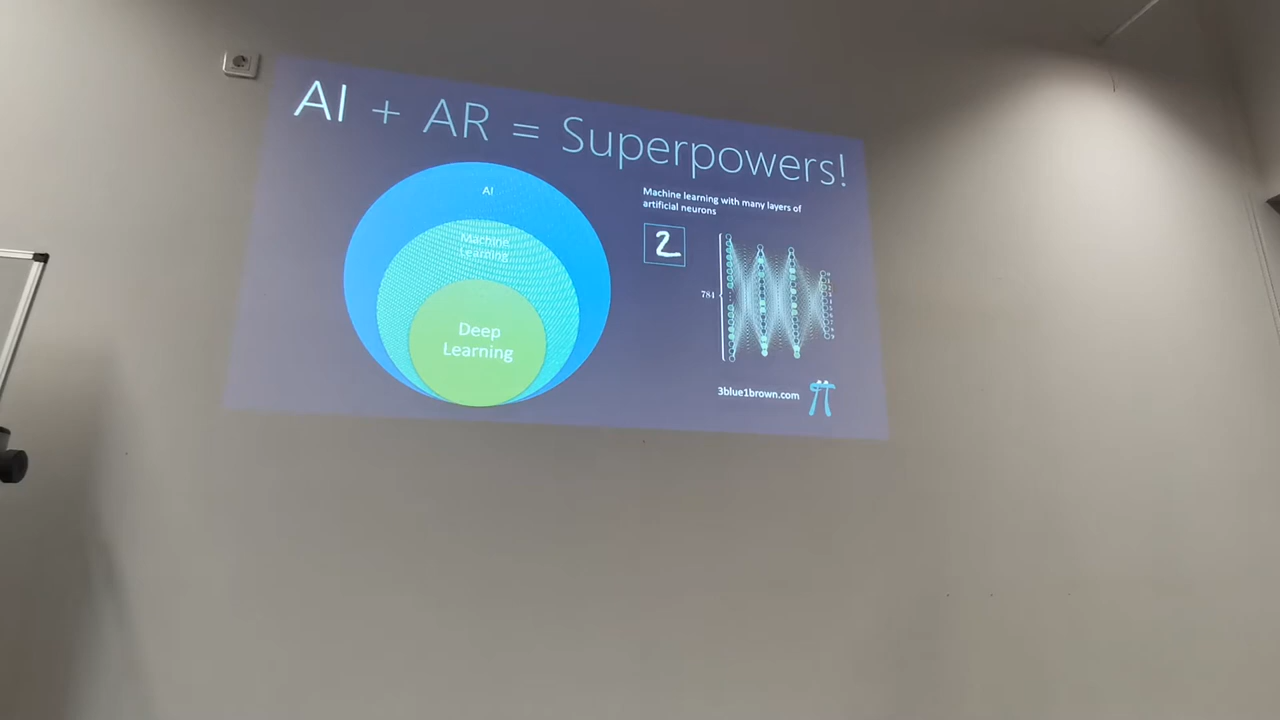 AI + AR = Superpowers!
AI
Machine
Learning
Deep
Learning
Machine learning with many layers of
artificial neurons
2
784
3blue1brown.com